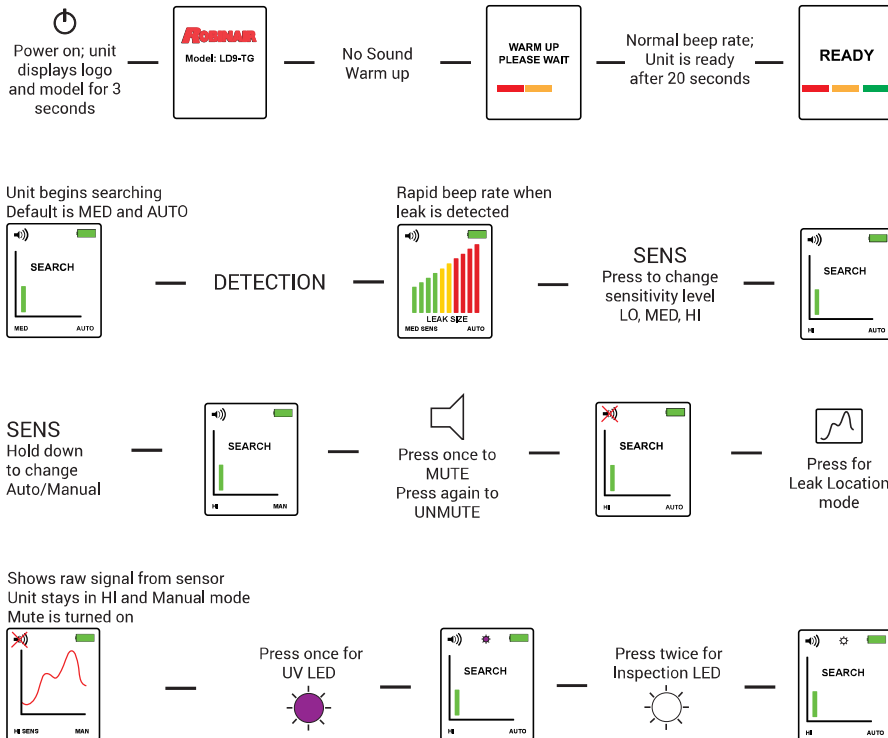 Power on; unit
displays logo
and model for 3
seconds
ROBINAIR
Model: LD9-TG
No Sound
Warm up
WARM UP
PLEASE WAIT
Normal beep rate;
Unit is ready
after 20 seconds
READY
Unit begins searching
Default is MED and AUTO
SEARCH
MED AUTO
DETECTION
Rapid beep rate when
leak is detected
LEAK SIZE
MED SENS AUTO
SENS
Press to change
sensitivity level
LO, MED, HI
SEARCH
HI AUTO
SENS
Hold down
to change
Auto/Manual
SEARCH
HI MAN
Press once to
MUTE
Press again to
UNMUTE
SEARCH
HI AUTO
Press for
Leak Location
mode
Shows raw signal from sensor
Unit stays in HI and Manual mode
Mute is turned on
HI SENS MAN
Press once for
UV LED
SEARCH
HI AUTO
Press twice for
Inspection LED
SEARCH
HI AUTO